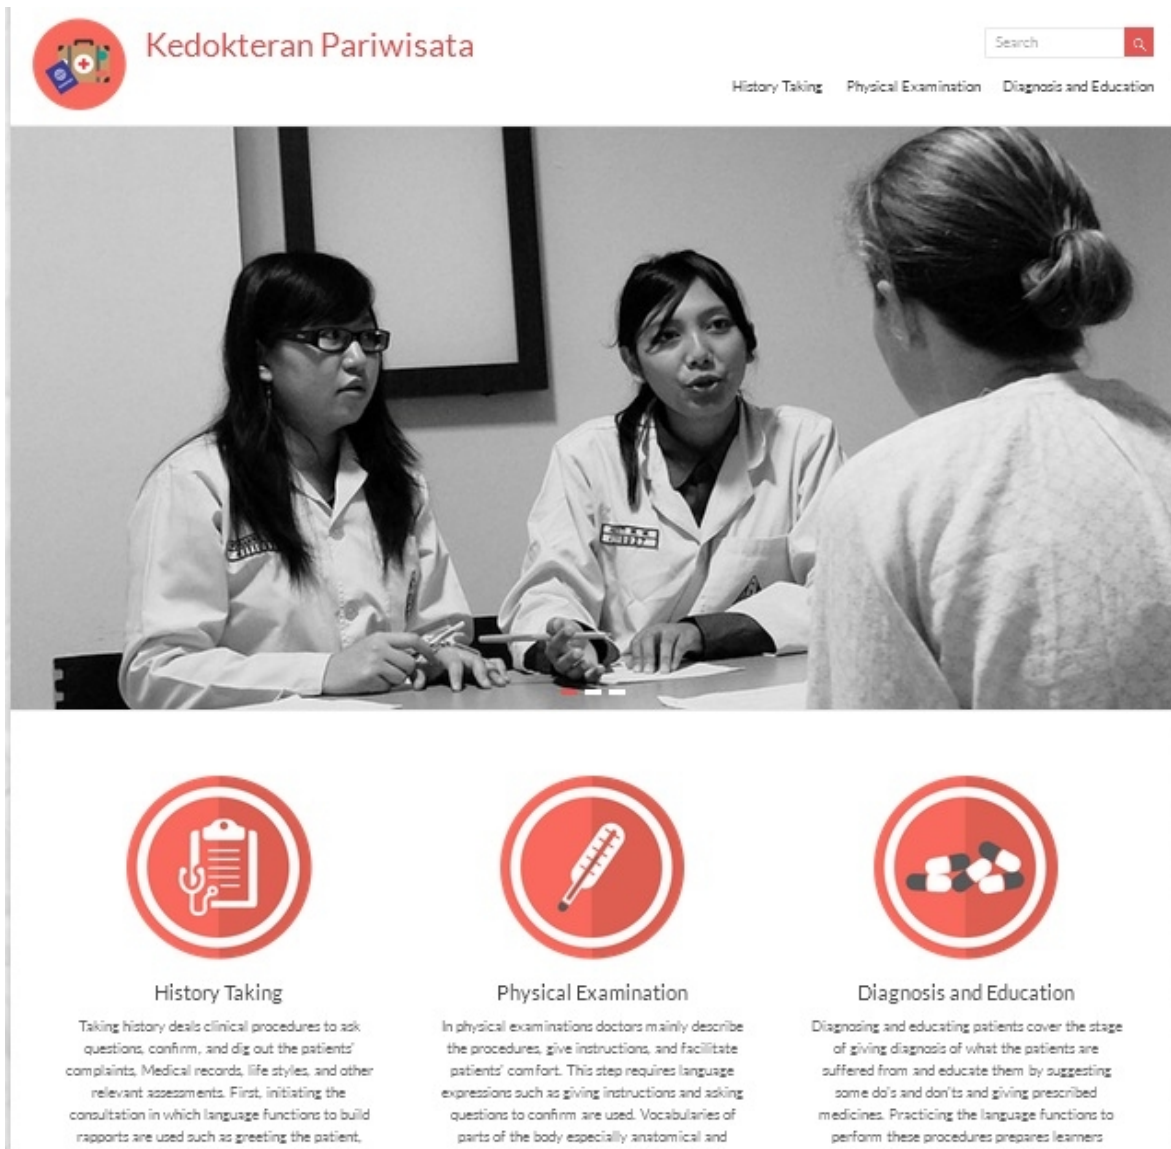 Kedokteran Pariwisata
Search
History Taking Physical Examination Diagnosis and Education
History Taking
Taking history deals clinical procedures to ask
questions, confirm, and dig out the patients'
complaints, Medical records, life styles, and other
relevant assessments. First, initiating the
consultation in which language functions to build
rapports are used such as greeting the patient,
Physical Examination
In physical examinations doctors mainly describe
the procedures, give instructions, and facilitate
patients' comfort. This step requires language
expressions such as giving instructions and asking
questions to confirm are used. Vocabularies of
parts of the body especially anatomical and
Diagnosis and Education
Diagnosing and educating patients cover the stage
of giving diagnosis of what the patients are
suffered from and educate them by suggesting
some do's and don'ts and giving prescribed
medicines. Practicing the language functions to
perform these procedures prepares learners